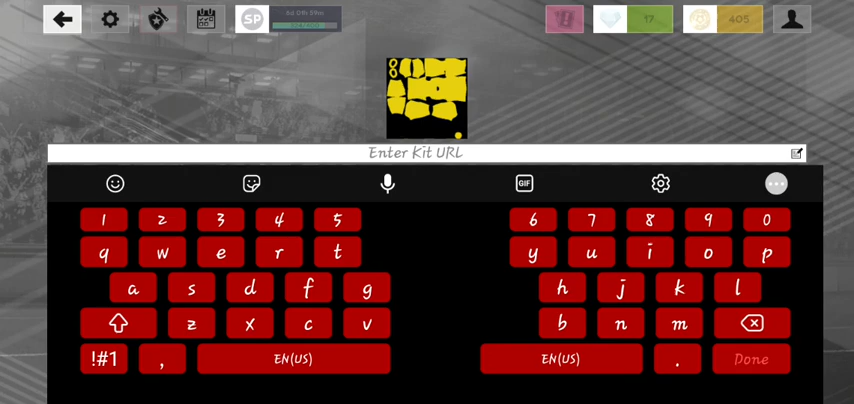 SP
17
405
Enter Kit URL
GIF
1 2 3 4 5 6 7 8 9 0
q w e r t y u i o p
a s d f g h j k l
z x c v b n m
!#1 , EN(US) EN(US) . Done